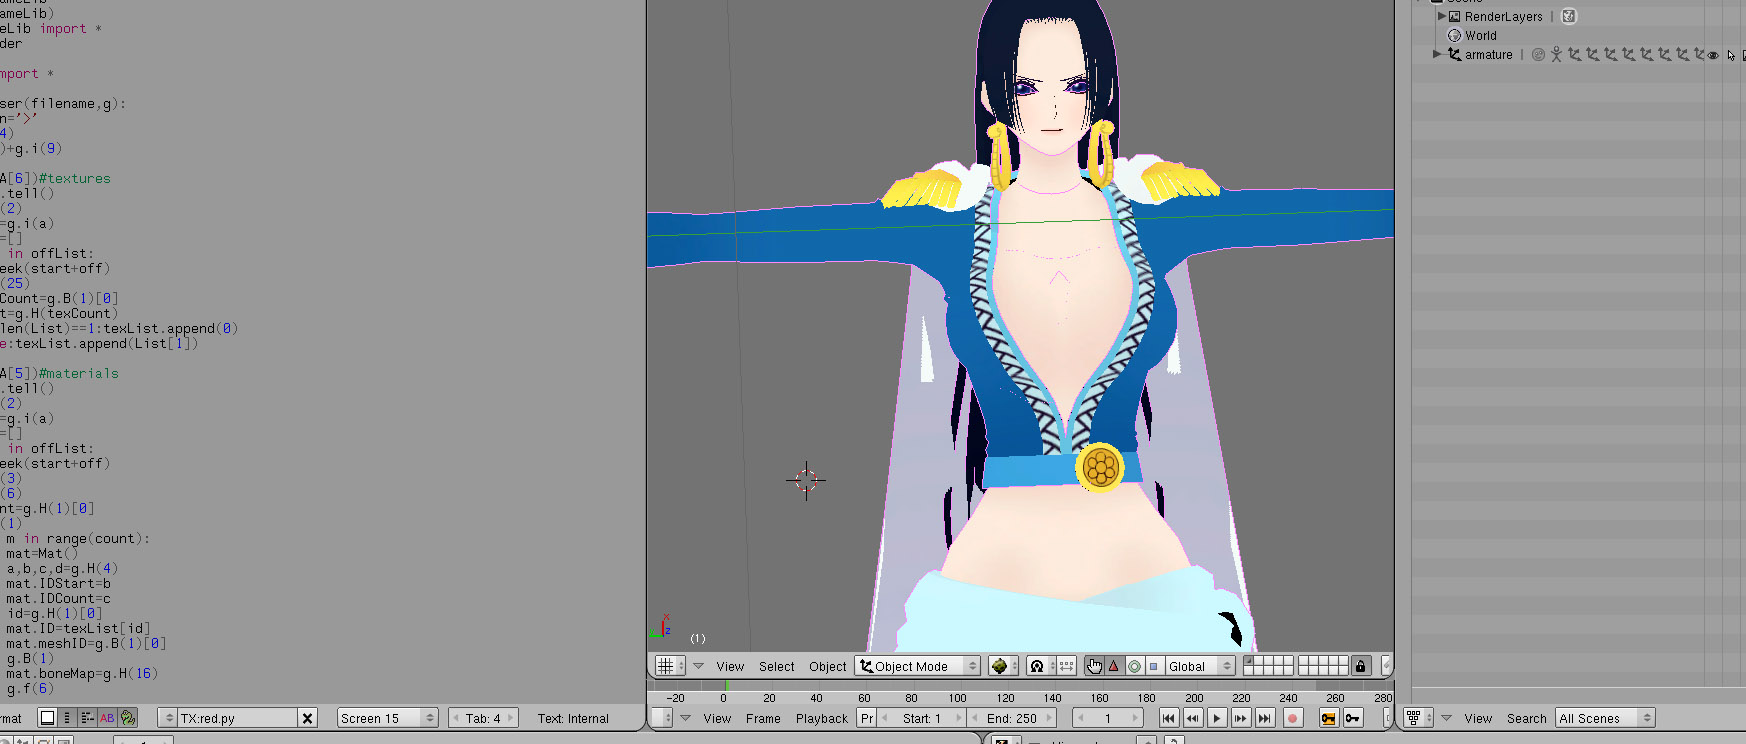 ameLib)
eLib import *
der
mport *
ser(filename,g):
n='>'
4)
)+g.i(9)
A[6])#textures
.tell()
(2)
=g.i(a)
=[]
in offList:
eek(start+off)
(25)
Count=g.B(1)[0]
t=g.H(texCount)
len(List)==1:texList.append(0)
e:texList.append(List[1])
A[5])#materials
.tell()
(2)
=g.i(a)
=[]
in offList:
eek(start+off)
(3)
(6)
nt=g.H(1)[0]
(1)
m in range(count):
mat=Mat()
a,b,c,d=g.H(4)
mat.IDStart=b
mat.IDCount=c
id=g.H(1)[0]
mat.ID=texList[id]
mat.meshID=g.B(1)[0]
g.B(1)
mat.boneMap=g.H(16)
g.f(6)
rmat AB TX:red.py Screen 15 Tab: 4 Text: Internal
x
z
(1)
View Select Object Object Mode Global
-20 0 20 40 60 80 100 120 140 160 180 200 220 240 260 280
View Frame Playback Pr Start: 1 End: 250 1
RenderLayers
World
armature
View Search All Scenes